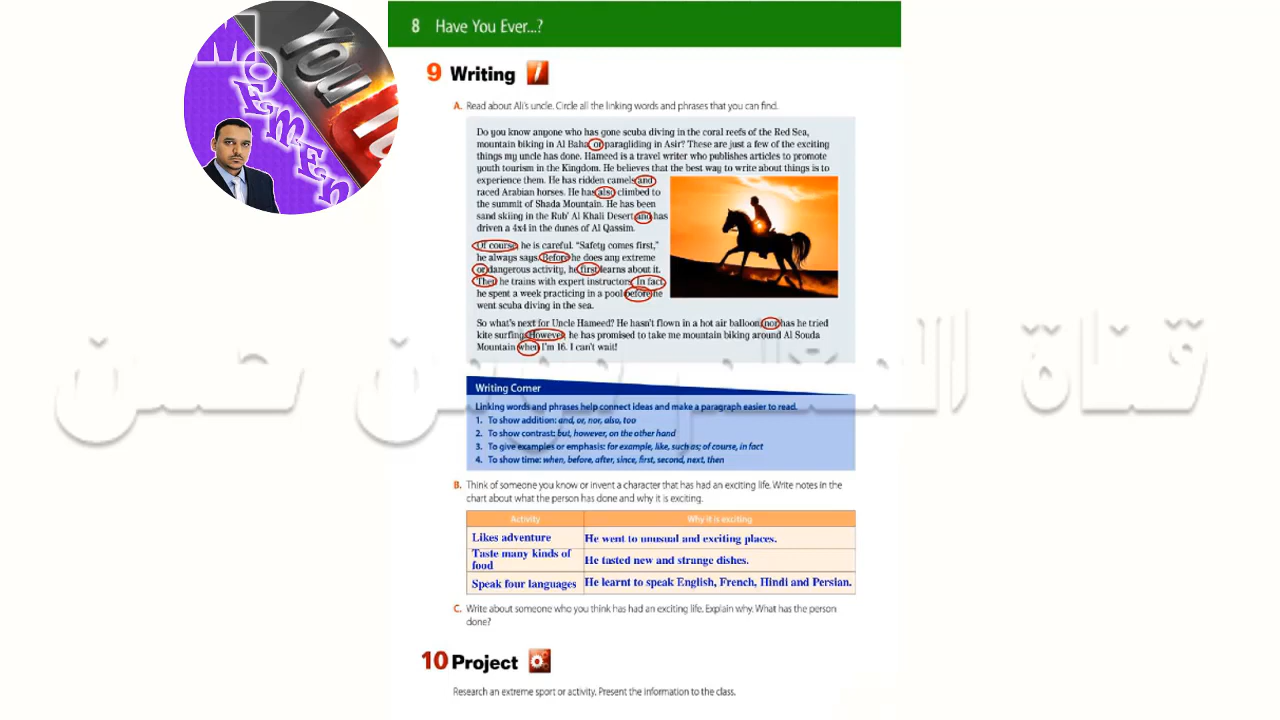 MOEMEN
YOU
8 Have You Ever...?
9 Writing
A. Read about Ali's uncle. Circle all the linking words and phrases that you can find.
Do you know anyone who has gone scuba diving in the coral reefs of the Red Sea,
mountain biking in Al Baha, or paragliding in Asir? These are just a few of the exciting
things my uncle has done. Hameed is a travel writer who publishes articles to promote
youth tourism in the Kingdom. He believes that the best way to write about things is to
experience them. He has ridden camels and
raced Arabian horses. He has also climbed to
the summit of Shada Mountain. He has been
sand skiing in the Rub' Al Khali Desert and has
driven a 4x4 in the dunes of Al Qassim.
Of course, he is careful. "Safety comes first,"
he always says. Before he does any extreme
or dangerous activity, he first learns about it.
Then he trains with expert instructors. In fact,
he spent a week practicing in a pool before he
went scuba diving in the sea.
So what's next for Uncle Hameed? He hasn't flown in a hot air balloon, nor has he tried
kite surfing. However, he has promised to take me mountain biking around Al Souda
Mountain when I'm 16. I can't wait!
قناة المعلم مؤمن حسن
Writing Corner
Linking words and phrases help connect ideas and make a paragraph easier to read.
1. To show addition: and, or, nor, also, too
2. To show contrast: but, however, on the other hand
3. To give examples or emphasis: for example, like, such as; of course, in fact
4. To show time: when, before, after, since, first, second, next, then
B. Think of someone you know or invent a character that has had an exciting life. Write notes in the
chart about what the person has done and why it is exciting.
Activity Why it is exciting
Likes adventure He went to unusual and exciting places.
Taste many kinds of
food He tasted new and strange dishes.
Speak four languages He learnt to speak English, French, Hindi and Persian.
C. Write about someone who you think has had an exciting life. Explain why. What has the person
done?
10 Project
Research an extreme sport or activity. Present the information to the class.